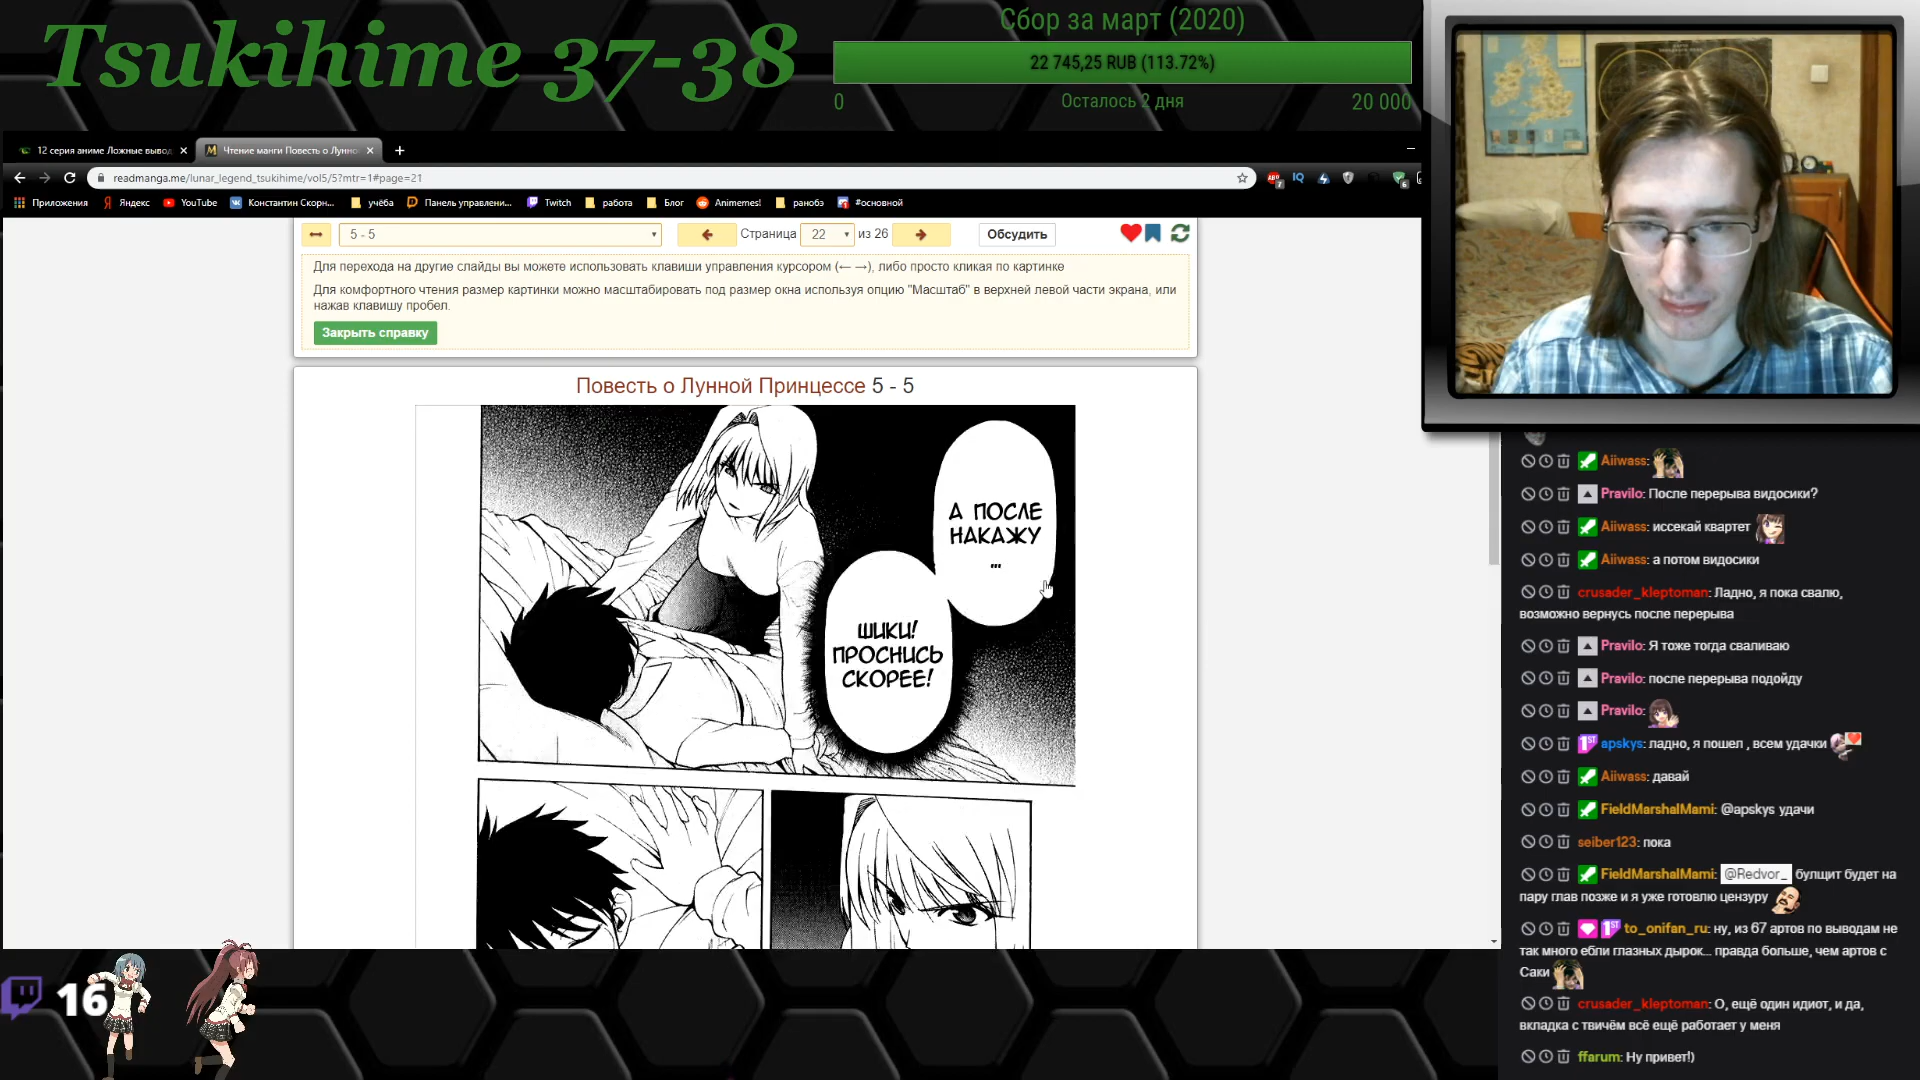 Tsukihime 37-38
Сбор за март (2020)
22 745,25 RUB (113.72%)
0
Осталось 2 дня
20 000
12 серия аниме Ложные вывод
Чтение манги Повесть о Лунно
readmanga.me/lunar_legend_tsukihime/vol5/5?mtr=1#page=21
Приложения
Яндекс
YouTube
Константин Скорн...
учёба
Панель управлени...
Twitch
работа
Блог
Animemes!
ранобэ
#основной
5 - 5
Страница 22 из 26
Обсудить
Для перехода на другие слайды вы можете использовать клавиши управления курсором (← →), либо просто кликая по картинке
Для комфортного чтения размер картинки можно масштабировать под размер окна используя опцию "Масштаб" в верхней левой части экрана, или
нажав клавишу пробел.
Закрыть справку
Повесть о Лунной Принцессе 5 - 5
А ПОСЛЕ
НАКАЖУ
...
ШИКИ!
ПРОСНИСЬ
СКОРЕЕ!
Aiiwass:
Pravilo: После перерыва видосики?
Aiiwass: иссекай квартет
Aiiwass: а потом видосики
crusader_kleptoman: Ладно, я пока свалю,
возможно вернусь после перерыва
Pravilo: Я тоже тогда сваливаю
Pravilo: после перерыва подойду
Pravilo:
apskys: ладно, я пошел , всем удачки
Aiiwass: давай
FieldMarshalMami: @apskys удачи
seiber123: пока
FieldMarshalMami: @Redvor_ булщит будет на
пару глав позже и я уже готовлю цензуру
to_onifan_ru: ну, из 67 артов по выводам не
так много ебли глазных дырок... правда больше, чем артов с
Саки
crusader_kleptoman: О, ещё один идиот, и да,
вкладка с твичём всё ещё работает у меня
ffarum: Ну привет!)
16